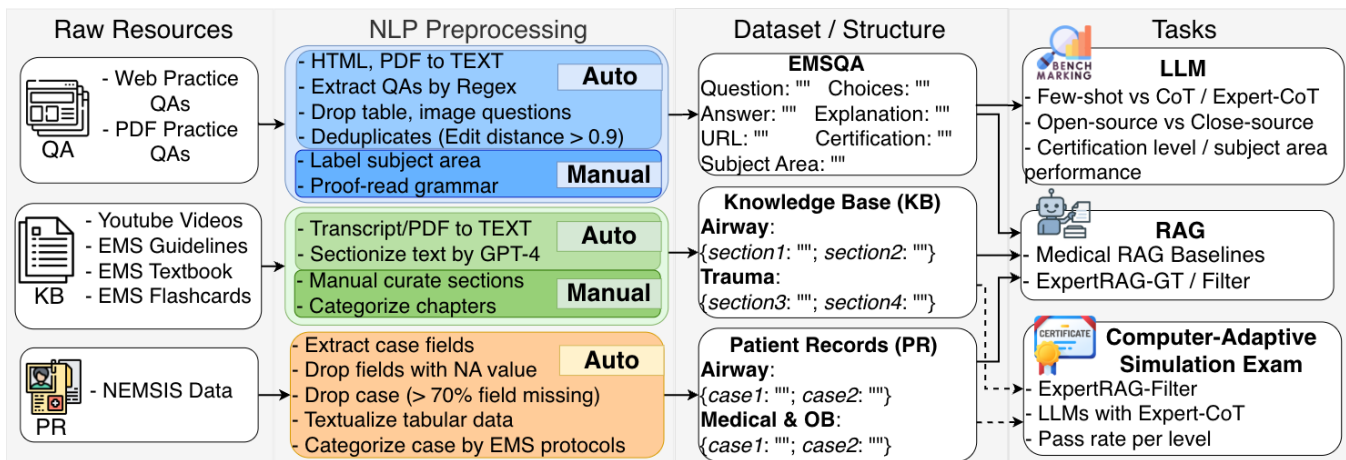 Raw Resources
NLP Preprocessing
Dataset / Structure
Tasks
- Web Practice
QAs
- PDF Practice
QAs
QA
- HTML, PDF to TEXT
- Extract QAs by Regex
- Drop table, image questions
- Deduplicates (Edit distance > 0.9)
Auto
- Label subject area
- Proof-read grammar
Manual
EMSQA
Question: "" Choices: ""
Answer: "" Explanation: ""
URL: "" Certification: ""
Subject Area: ""
BENCH
MARKING
LLM
- Few-shot vs CoT / Expert-CoT
- Open-source vs Close-source
- Certification level / subject area
performance
- Youtube Videos
- EMS Guidelines
- EMS Textbook
- EMS Flashcards
KB
- Transcript/PDF to TEXT
- Sectionize text by GPT-4
Auto
- Manual curate sections
- Categorize chapters
Manual
Knowledge Base (KB)
Airway:
{section1: ""; section2: ""}
Trauma:
{section3: ""; section4: ""}
RAG
- Medical RAG Baselines
- ExpertRAG-GT / Filter
- NEMSIS Data
PR
- Extract case fields
- Drop fields with NA value
- Drop case (> 70% field missing)
- Textualize tabular data
- Categorize case by EMS protocols
Auto
Patient Records (PR)
Airway:
{case1: ""; case2: ""}
Medical & OB:
{case1: ""; case2: ""}
CERTIFICATE
Computer-Adaptive
Simulation Exam
- ExpertRAG-Filter
- LLMs with Expert-CoT
- Pass rate per level